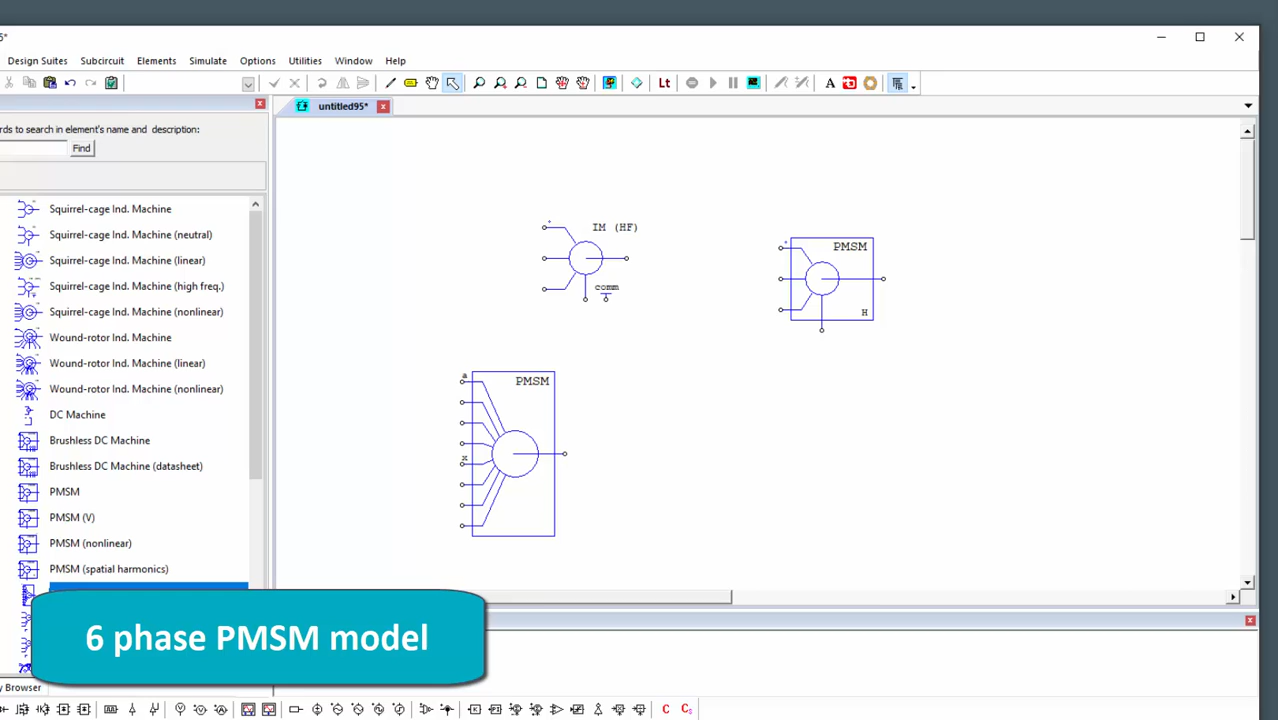 5*
Design Suites Subcircuit Elements Simulate Options Utilities Window Help
Lt A
untitled95*
rds to search in element's name and description:
Find
Squirrel-cage Ind. Machine
Squirrel-cage Ind. Machine (neutral)
Squirrel-cage Ind. Machine (linear)
Squirrel-cage Ind. Machine (high freq.)
Squirrel-cage Ind. Machine (nonlinear)
Wound-rotor Ind. Machine
Wound-rotor Ind. Machine (linear)
Wound-rotor Ind. Machine (nonlinear)
DC Machine
Brushless DC Machine
Brushless DC Machine (datasheet)
PMSM
PMSM (V)
PMSM (nonlinear)
PMSM (spatial harmonics)
IM (HF)
comm
PMSM
H
a PMSM
x
6 phase PMSM model
y Browser
C Cs